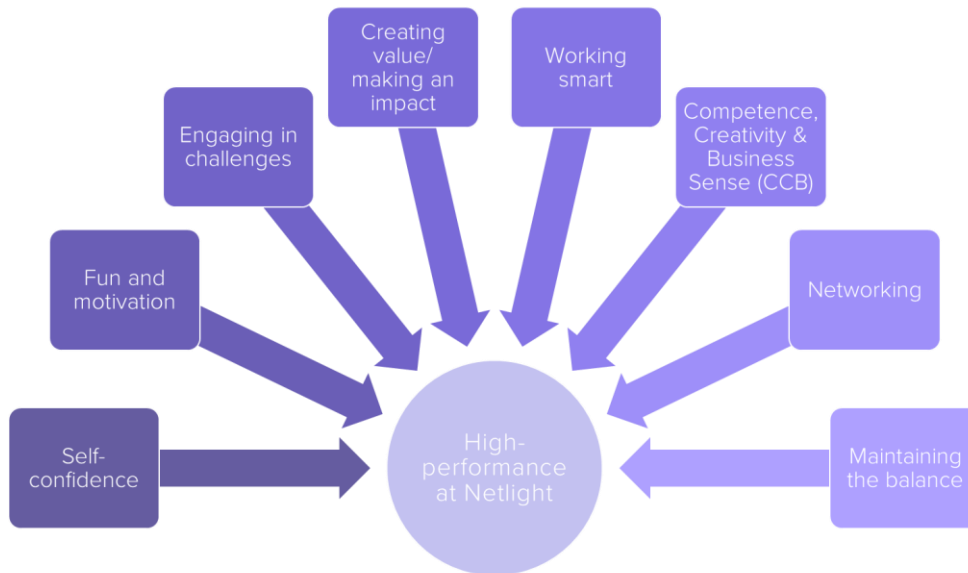 Self-
confidence
Fun and
motivation
Engaging in
challenges
Creating
value/
making an
impact
Working
smart
Competence,
Creativity &
Business
Sense (CCB)
Networking
Maintaining
the balance
High-
performance
at Netlight